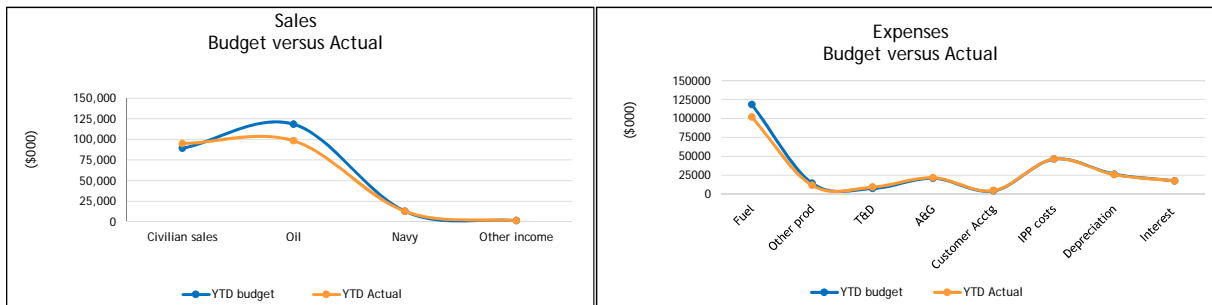 Sales
Budget versus Actual
($000)
150,000
125,000
100,000
75,000
50,000
25,000
0
Civilian sales
Oil
Navy
Other income
YTD budget
YTD Actual
Expenses
Budget versus Actual
($000)
150000
125000
100000
75000
50000
25000
0
Fuel
Other prod
T&D
A&G
Customer Acctg
IPP costs
Depreciation
Interest
YTD budget
YTD Actual